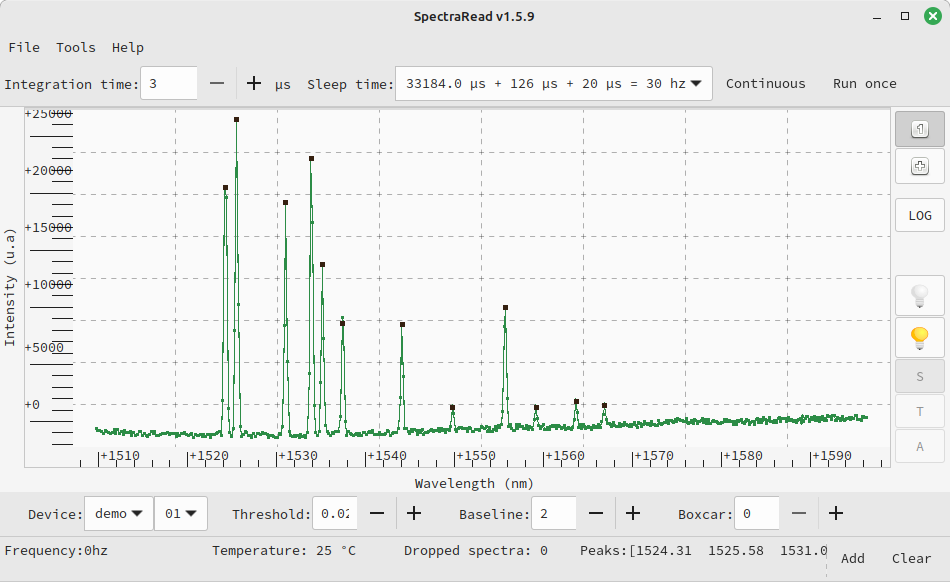 SpectraRead v1.5.9
File Tools Help
Integration time: 3 — + µs Sleep time: 33184.0 µs + 126 µs + 20 µs = 30 hz Continuous Run once
+25000
+20000
+15000
+10000
+5000
+0
Intensity (u.a)
1
LOG
S
T
A
+1510 +1520 +1530 +1540 +1550 +1560 +1570 +1580 +1590
Wavelength (nm)
Device: demo 01 Threshold: 0.02 — + Baseline: 2 — + Boxcar: 0 — +
Frequency:0hz Temperature: 25 °C Dropped spectra: 0 Peaks:[1524.31 1525.58 1531.0 Add Clear